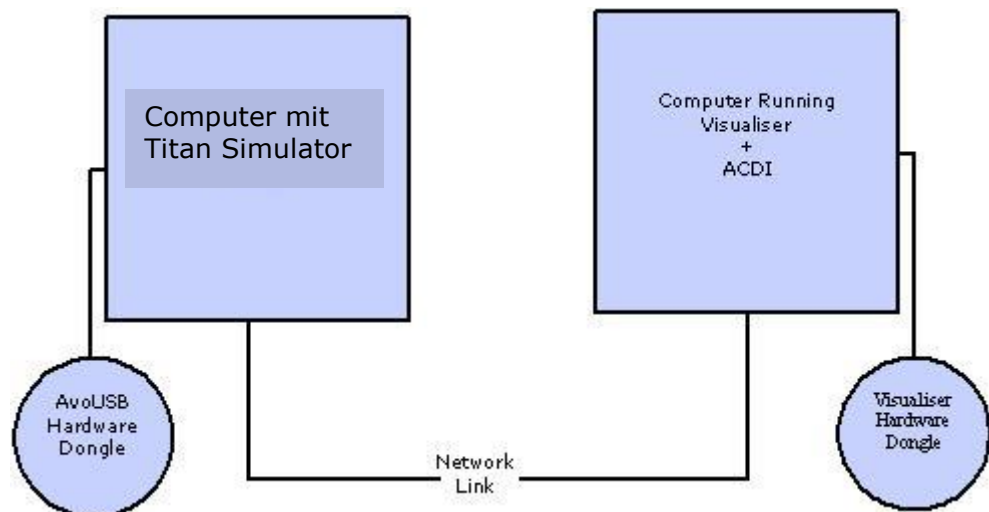 Computer mit
Titan Simulator
Computer Running
Visualiser
+
ACDI
AvoUSB
Hardware
Dongle
Visualiser
Hardware
Dongle
Network
Link